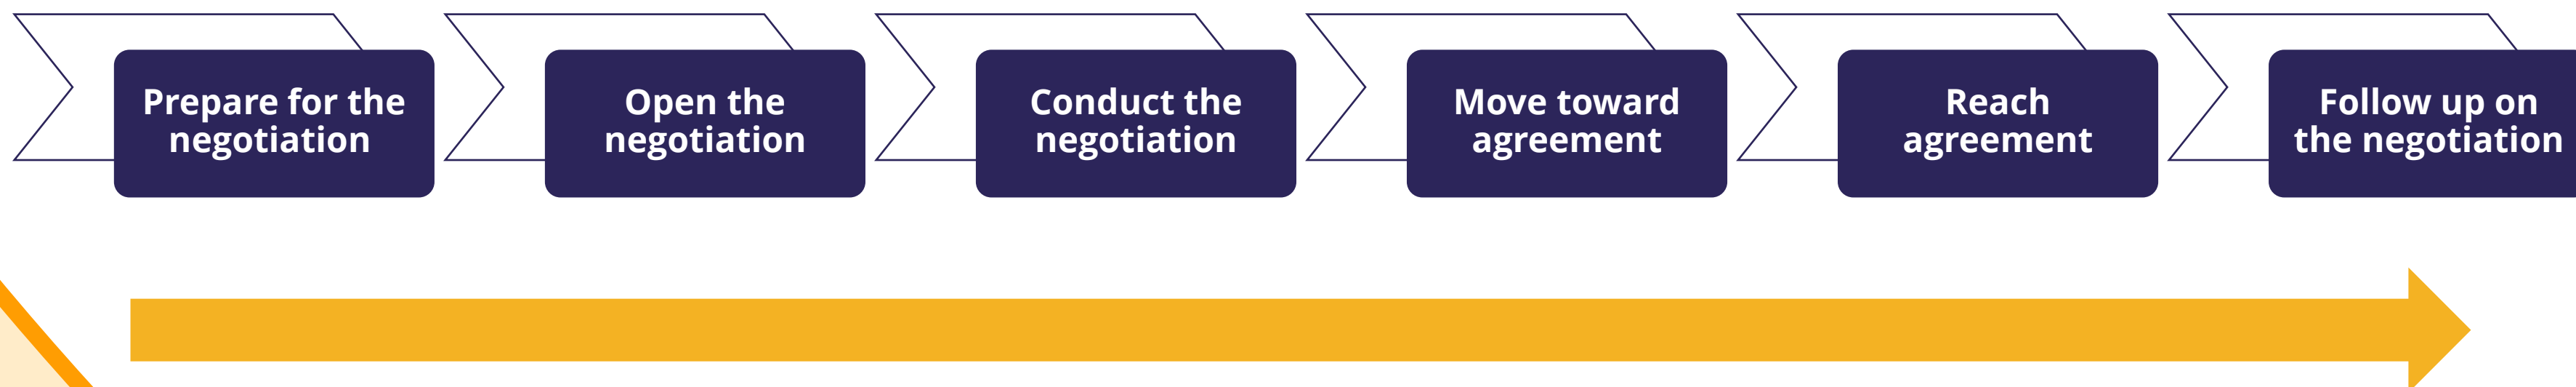 Prepare for the
negotiation
Open the
negotiation
Conduct the
negotiation
Move toward
agreement
Reach
agreement
Follow up on
the negotiation